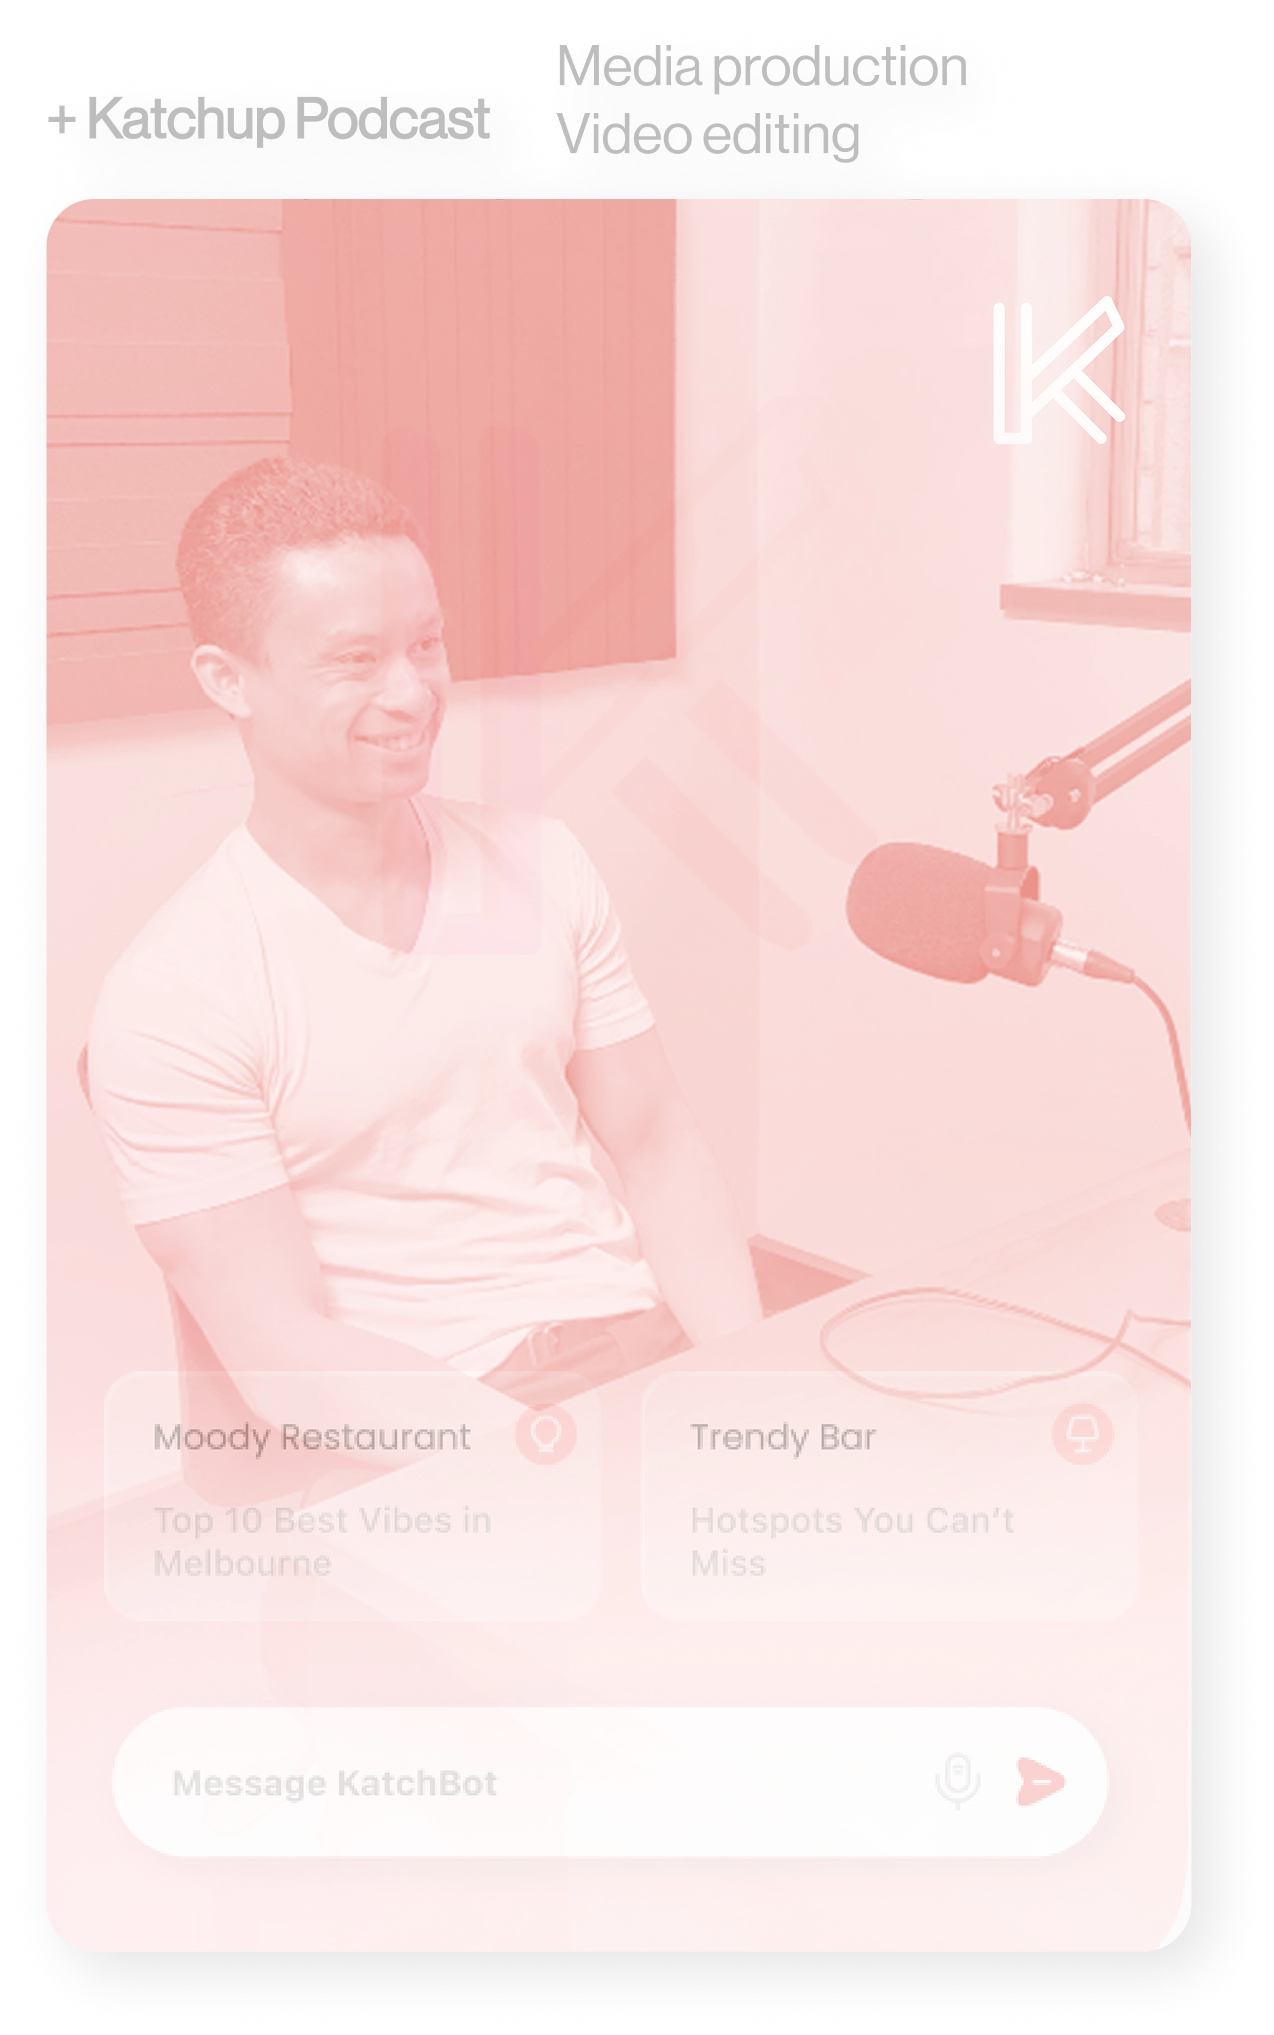 + Katchup Podcast
Media production
Video editing
K
Moody Restaurant
Top 10 Best Vibes in
Melbourne
Trendy Bar
Hotspots You Can't
Miss
Message KatchBot